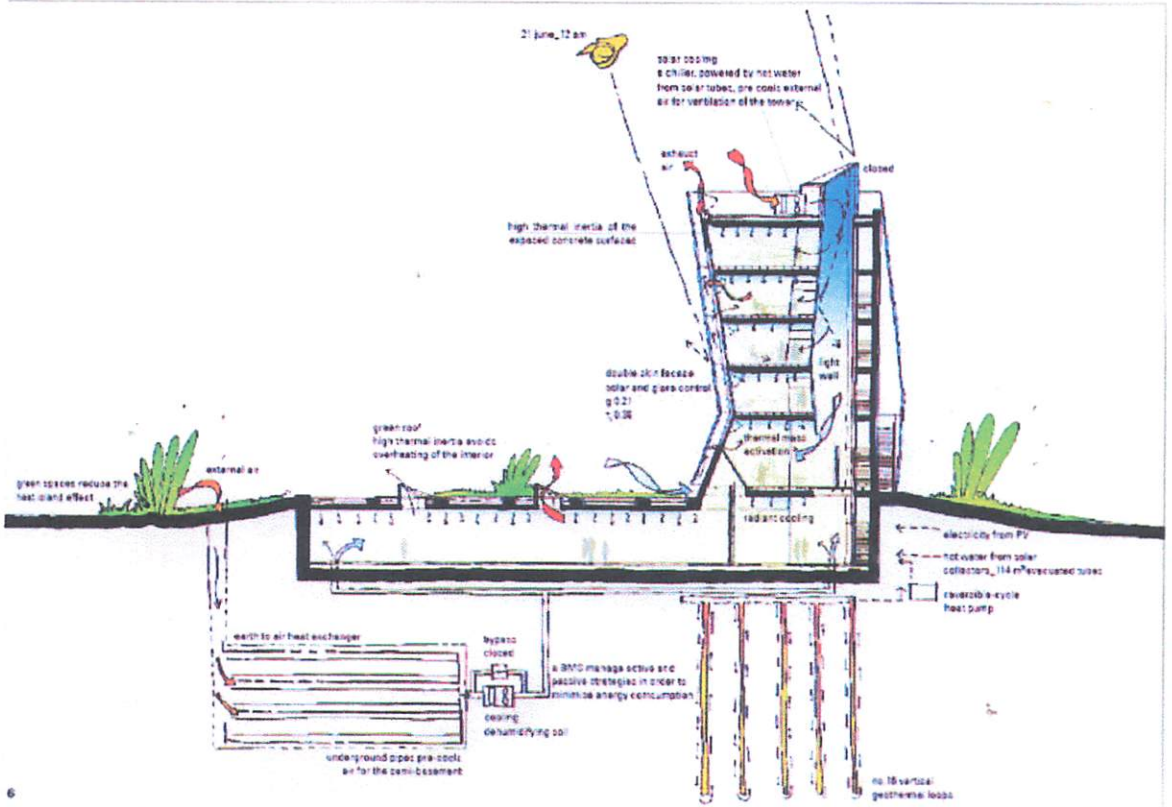 21 june_12 am
solar cooling
a chiller, powered by hot water
from solar tubes, pre cools external
air for ventilation of the tower
exhaust
air
closed
high thermal inertia of the
exposed concrete surfaces
light
well
double skin facade
solar and glare control
g 0.21
green roof
high thermal inertia avoids
overheating of the interior
thermal mass
activation
external air
green spaces reduce the
heat island effect
radiant cooling
electricity from PV
hot water from solar
collectors_114 m² evacuated tubes
reversible-cycle
heat pump
earth to air heat exchanger
bypass
closed
a BMS manage active and
passive strategies in order to
minimise energy consumption
cooling
dehumidifying coil
underground pipes pre-cools
air for the semi-basement
no.18 vertical
geothermal loops
6